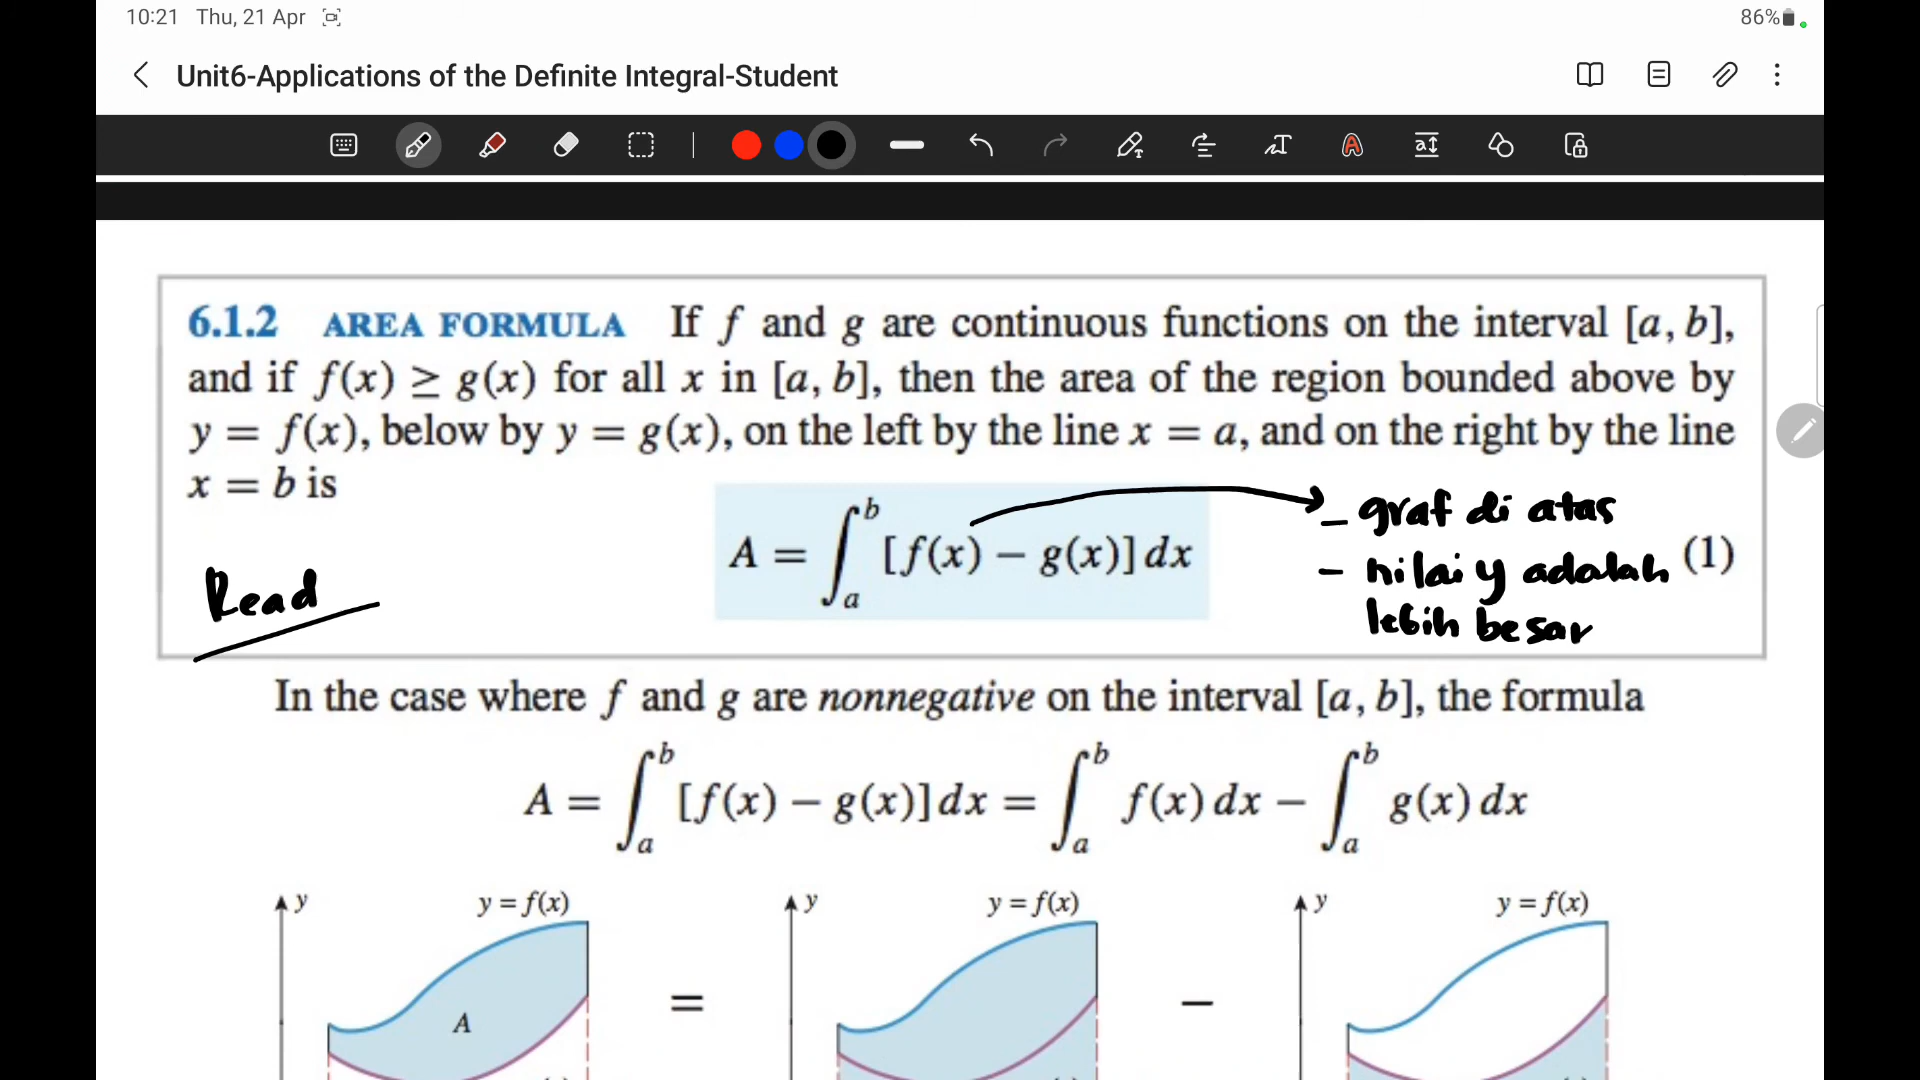 10:21 Thu, 21 Apr
86%
Unit6-Applications of the Definite Integral-Student
6.1.2 AREA FORMULA If f and g are continuous functions on the interval [a, b],
and if f(x) ≥ g(x) for all x in [a, b], then the area of the region bounded above by
y = f(x), below by y = g(x), on the left by the line x = a, and on the right by the line
x = b is
A = ∫_a^b [f(x) − g(x)] dx
(1)
– graf di atas
– nilai y adalah
lebih besar
Read
In the case where f and g are nonnegative on the interval [a, b], the formula
A = ∫_a^b [f(x) − g(x)] dx = ∫_a^b f(x) dx − ∫_a^b g(x) dx
y y = f(x)
A
=
y y = f(x)
−
y y = f(x)